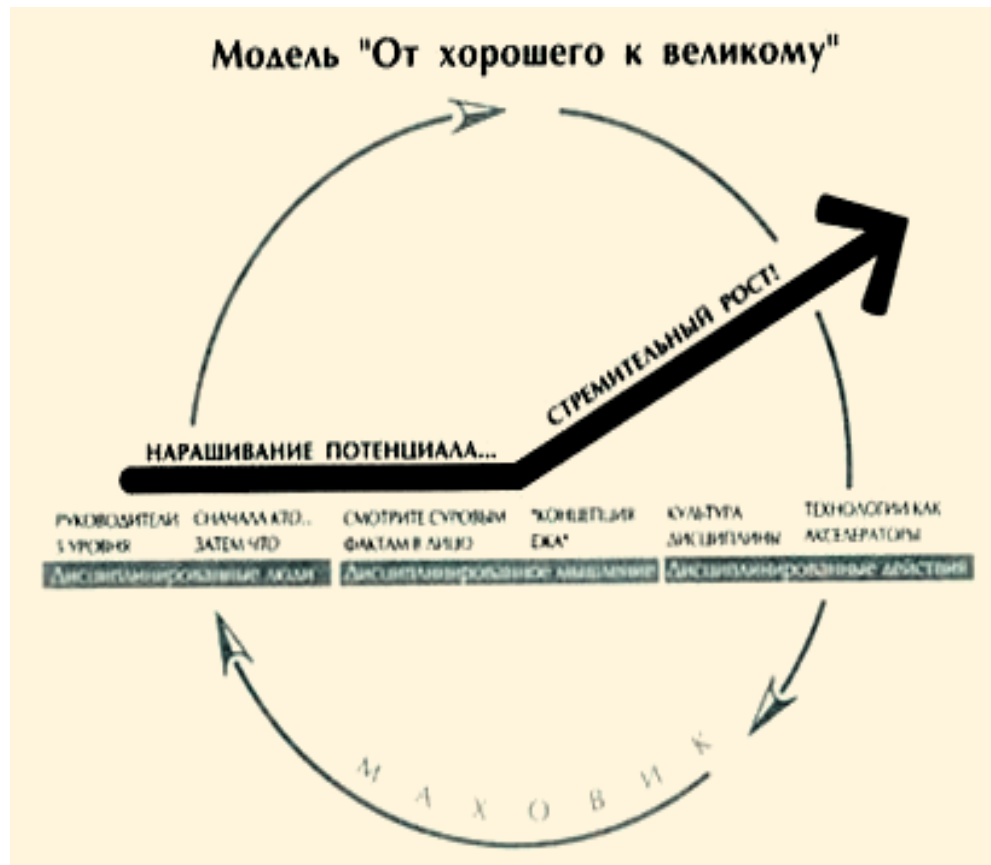 Модель "От хорошего к великому"
СТРЕМИТЕЛЬНЫЙ РОСТ!
НАРАЩИВАНИЕ ПОТЕНЦИАЛА...
РУКОВОДИТЕЛИ
5 УРОВНЯ
СНАЧАЛА КТО...
ЗАТЕМ ЧТО
СМОТРИТЕ СУРОВЫМ
ФАКТАМ В ЛИЦО
"КОНЦЕПЦИЯ
ЕЖА"
КУЛЬТУРА
ДИСЦИПЛИНЫ
ТЕХНОЛОГИИ КАК
АКСЕЛЕРАТОРЫ
Дисциплинированные люди
Дисциплинированное мышление
Дисциплинированные действия
МАХОВИК